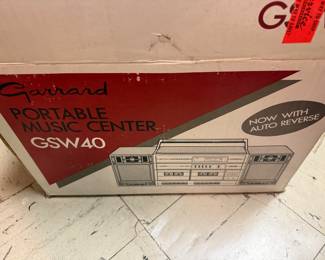 Garrard
PORTABLE
MUSIC CENTER
GSW40
NOW WITH
AUTO REVERSE